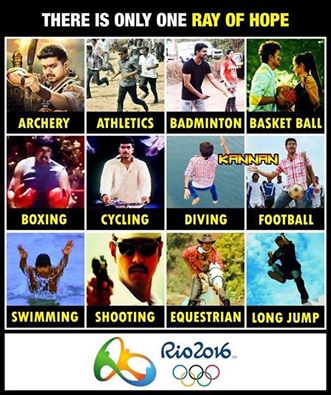 THERE IS ONLY ONE RAY OF HOPE
ARCHERY ATHLETICS BADMINTON BASKET BALL
KANNAN
BOXING CYCLING DIVING FOOTBALL
SWIMMING SHOOTING EQUESTRIAN LONG JUMP
Rio2016